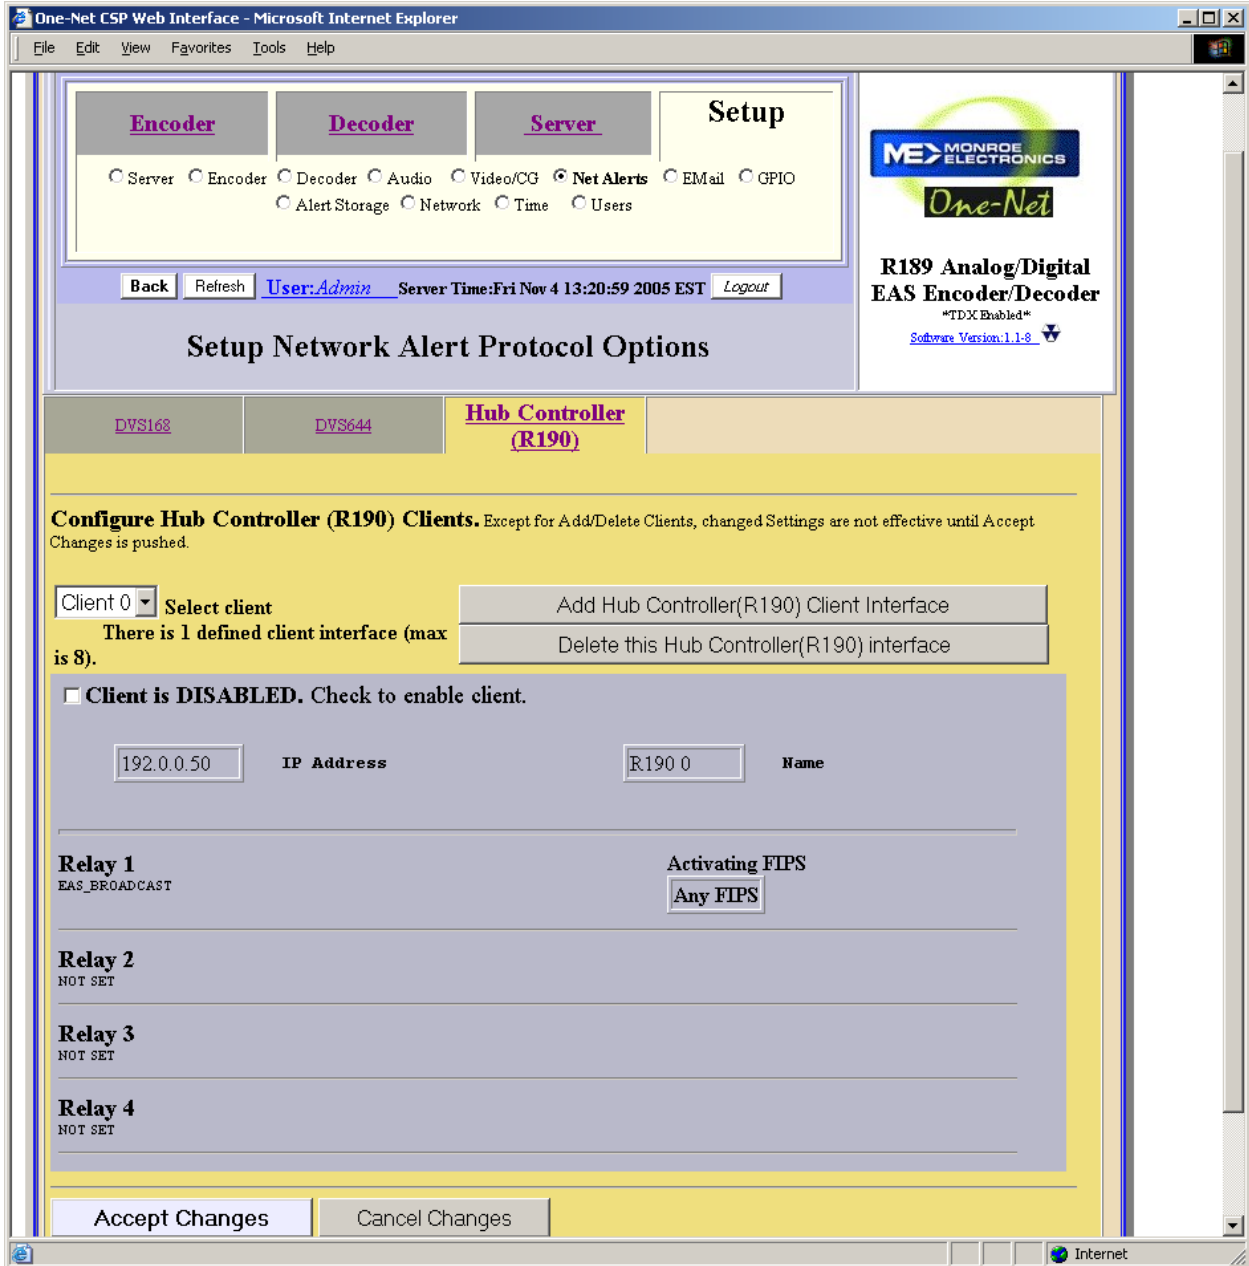 One-Net CSP Web Interface - Microsoft Internet Explorer
File Edit View Favorites Tools Help
Encoder Decoder Server Setup
Server Encoder Decoder Audio Video/CG Net Alerts EMail GPIO
Alert Storage Network Time Users
Back Refresh User:Admin Server Time:Fri Nov 4 13:20:59 2005 EST Logout
Setup Network Alert Protocol Options
ME MONROE ELECTRONICS
One-Net
R189 Analog/Digital
EAS Encoder/Decoder
*TDX Enabled*
Software Version:1.1-8
DVS168 DVS644 Hub Controller
(R190)
Configure Hub Controller (R190) Clients. Except for Add/Delete Clients, changed Settings are not effective until Accept
Changes is pushed.
Client 0 Select client
There is 1 defined client interface (max
is 8).
Add Hub Controller(R190) Client Interface
Delete this Hub Controller(R190) interface
Client is DISABLED. Check to enable client.
192.0.0.50 IP Address R190 0 Name
Relay 1 Activating FIPS
EAS_BROADCAST Any FIPS
Relay 2
NOT SET
Relay 3
NOT SET
Relay 4
NOT SET
Accept Changes Cancel Changes
Internet